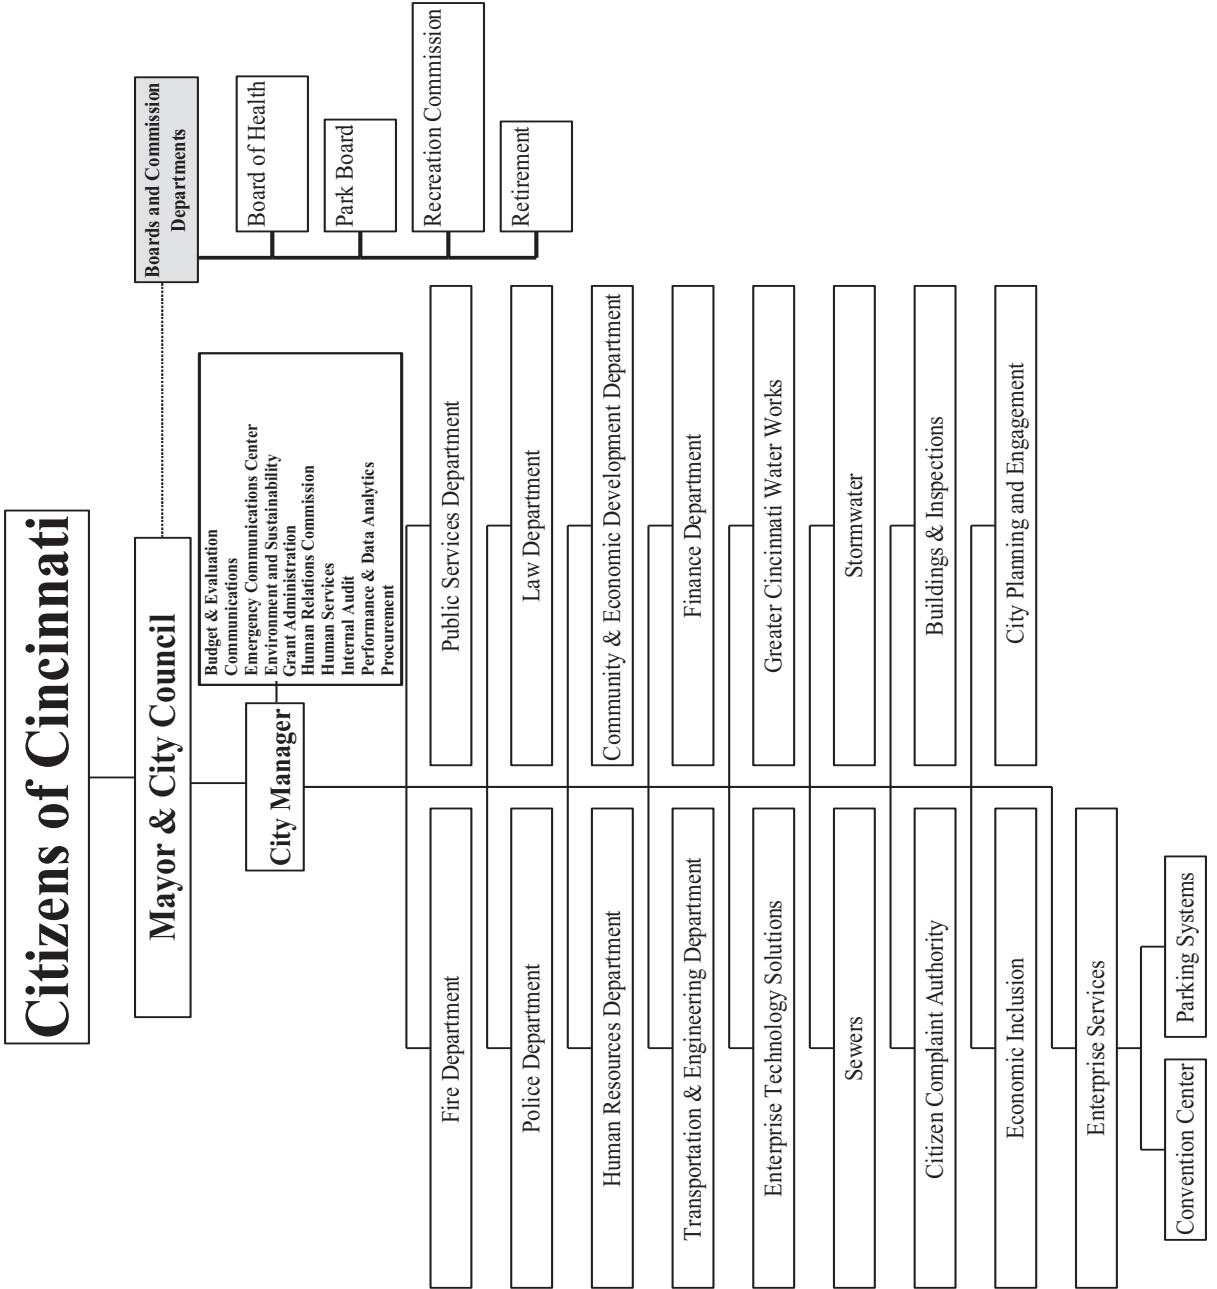 Citizens of Cincinnati
Mayor & City Council
Boards and Commission
Departments
City Manager
Budget & Evaluation
Communications
Emergency Communications Center
Environment and Sustainability
Grant Administration
Human Relations Commission
Human Services
Internal Audit
Performance & Data Analytics
Procurement
Board of Health
Park Board
Recreation Commission
Retirement
Fire Department
Public Services Department
Police Department
Law Department
Human Resources Department
Community & Economic Development Department
Transportation & Engineering Department
Finance Department
Enterprise Technology Solutions
Greater Cincinnati Water Works
Sewers
Stormwater
Citizen Complaint Authority
Buildings & Inspections
Economic Inclusion
City Planning and Engagement
Enterprise Services
Convention Center
Parking Systems